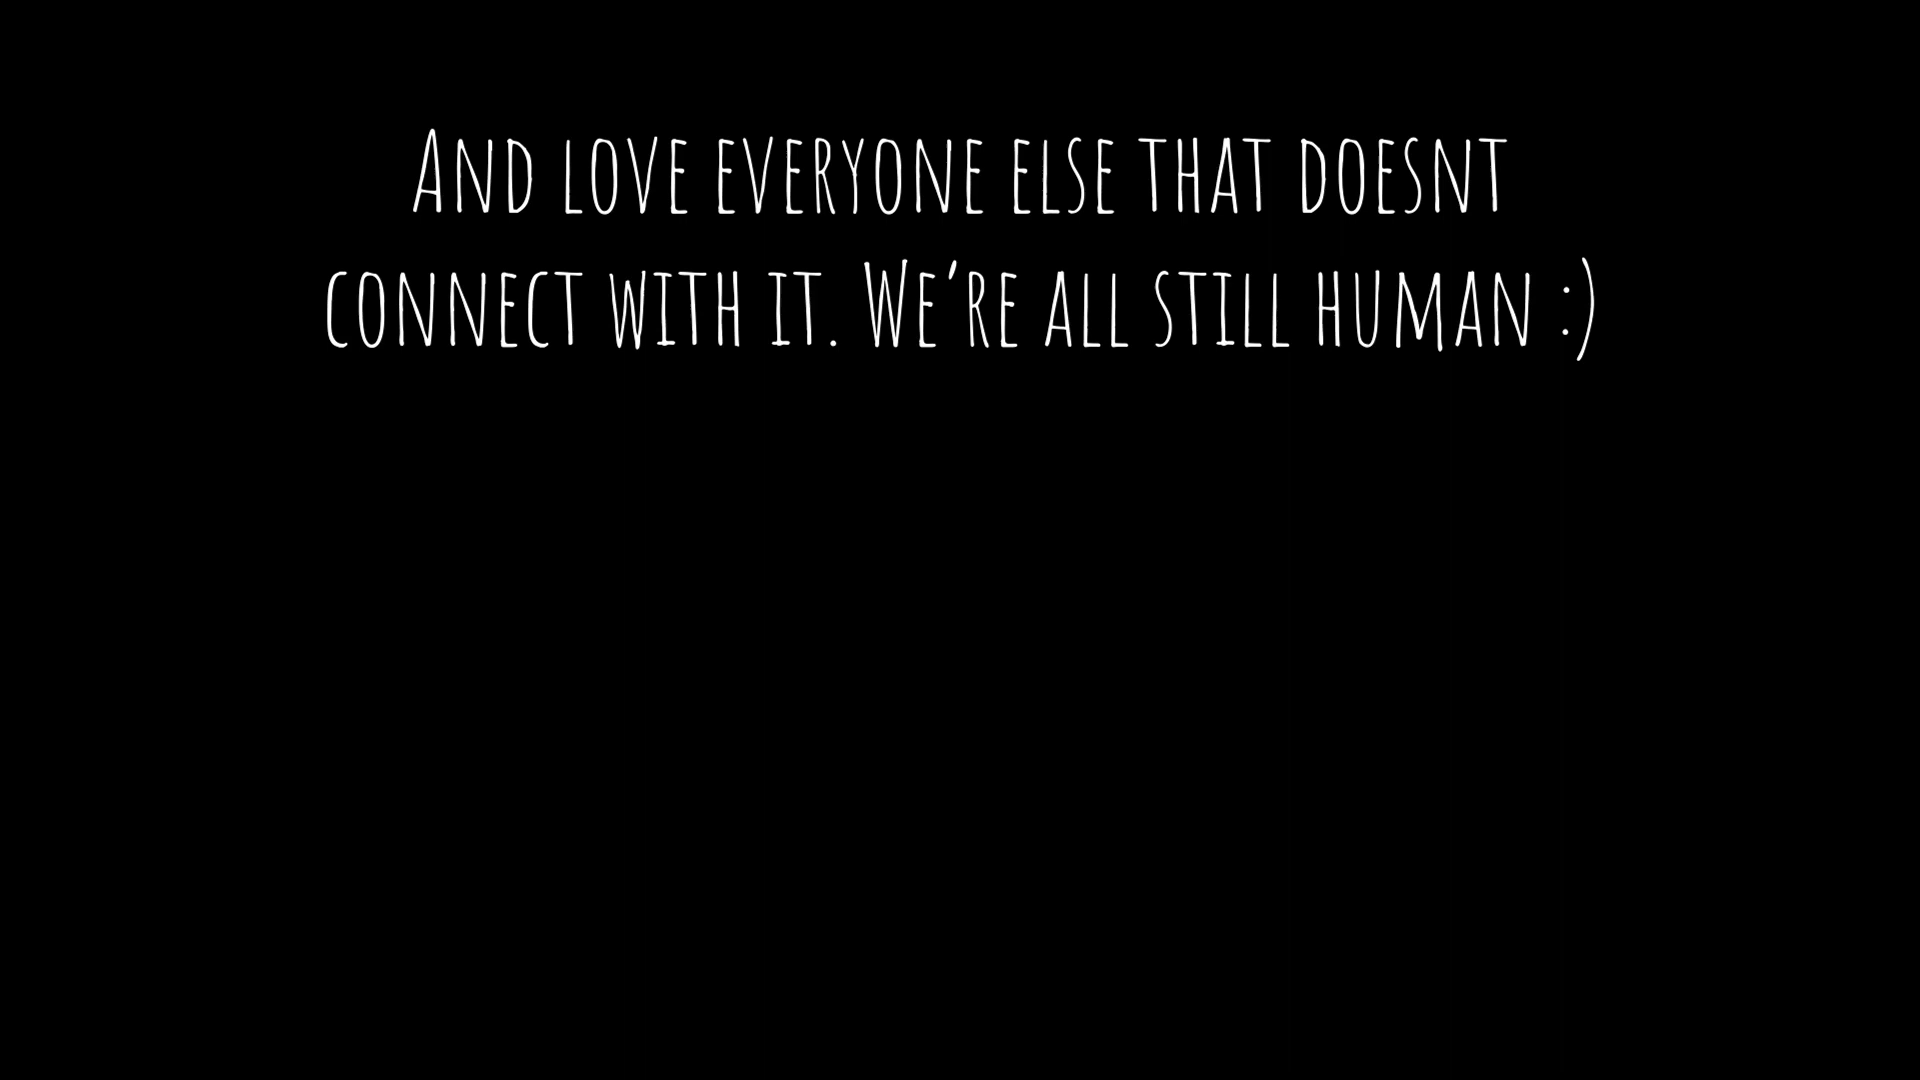 And love everyone else that doesnt
connect with it. We're all still human :)